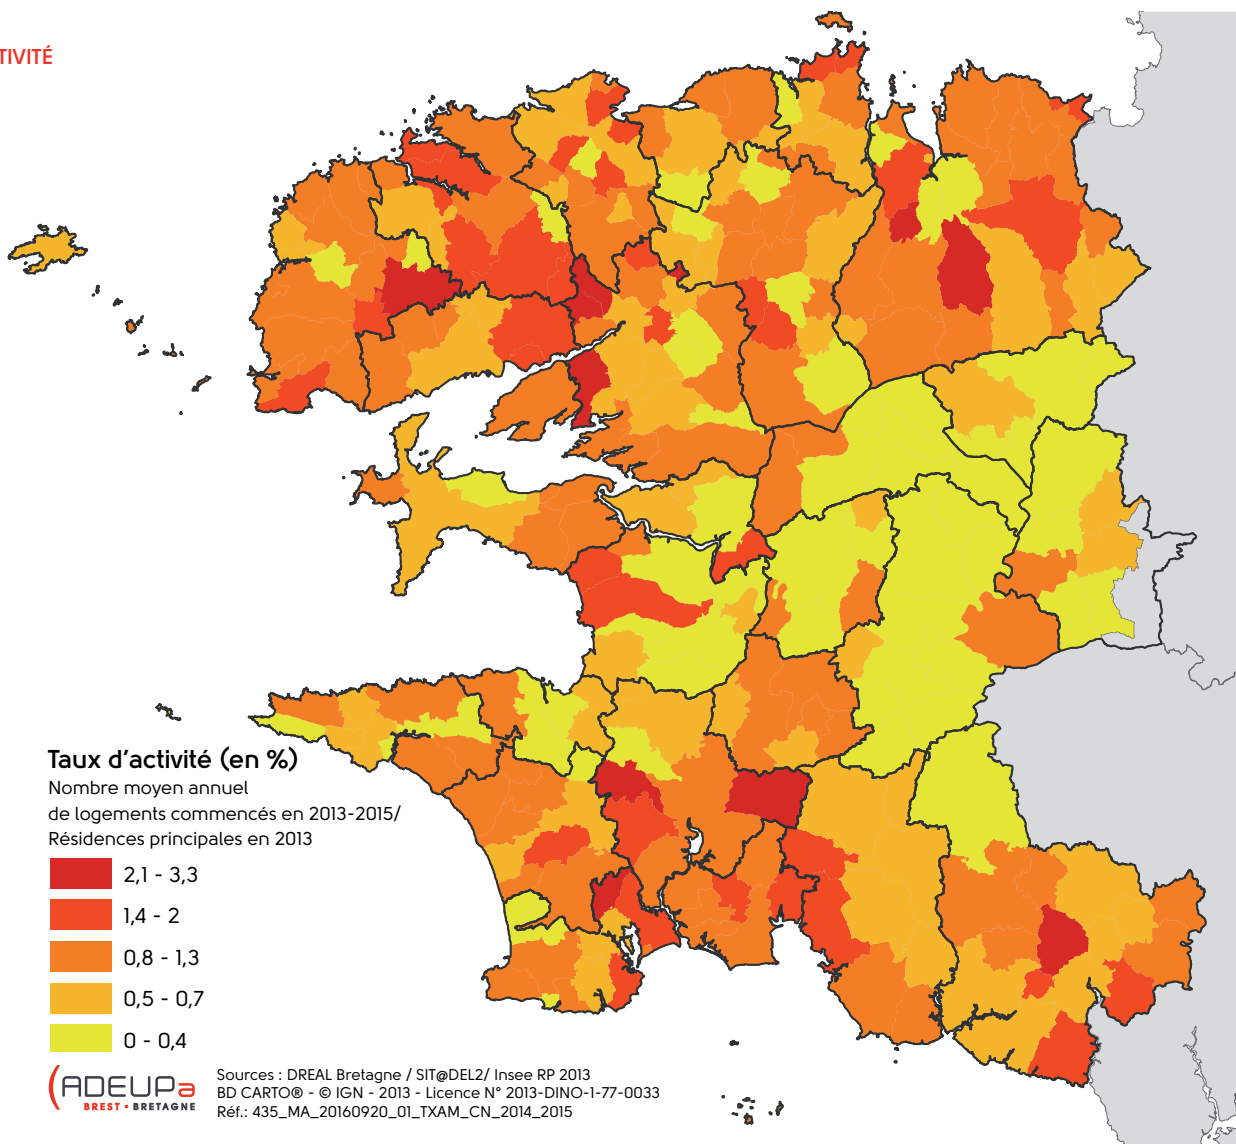 TIVITÉ
Taux d'activité (en %)
Nombre moyen annuel
de logements commencés en 2013-2015/
Résidences principales en 2013
2,1 - 3,3
1,4 - 2
0,8 - 1,3
0,5 - 0,7
0 - 0,4
ADEUPa
BREST • BRETAGNE
Sources : DREAL Bretagne / SIT@DEL2/ Insee RP 2013
BD CARTO® - © IGN - 2013 - Licence N° 2013-DINO-1-77-0033
Réf.: 435_MA_20160920_01_TXAM_CN_2014_2015